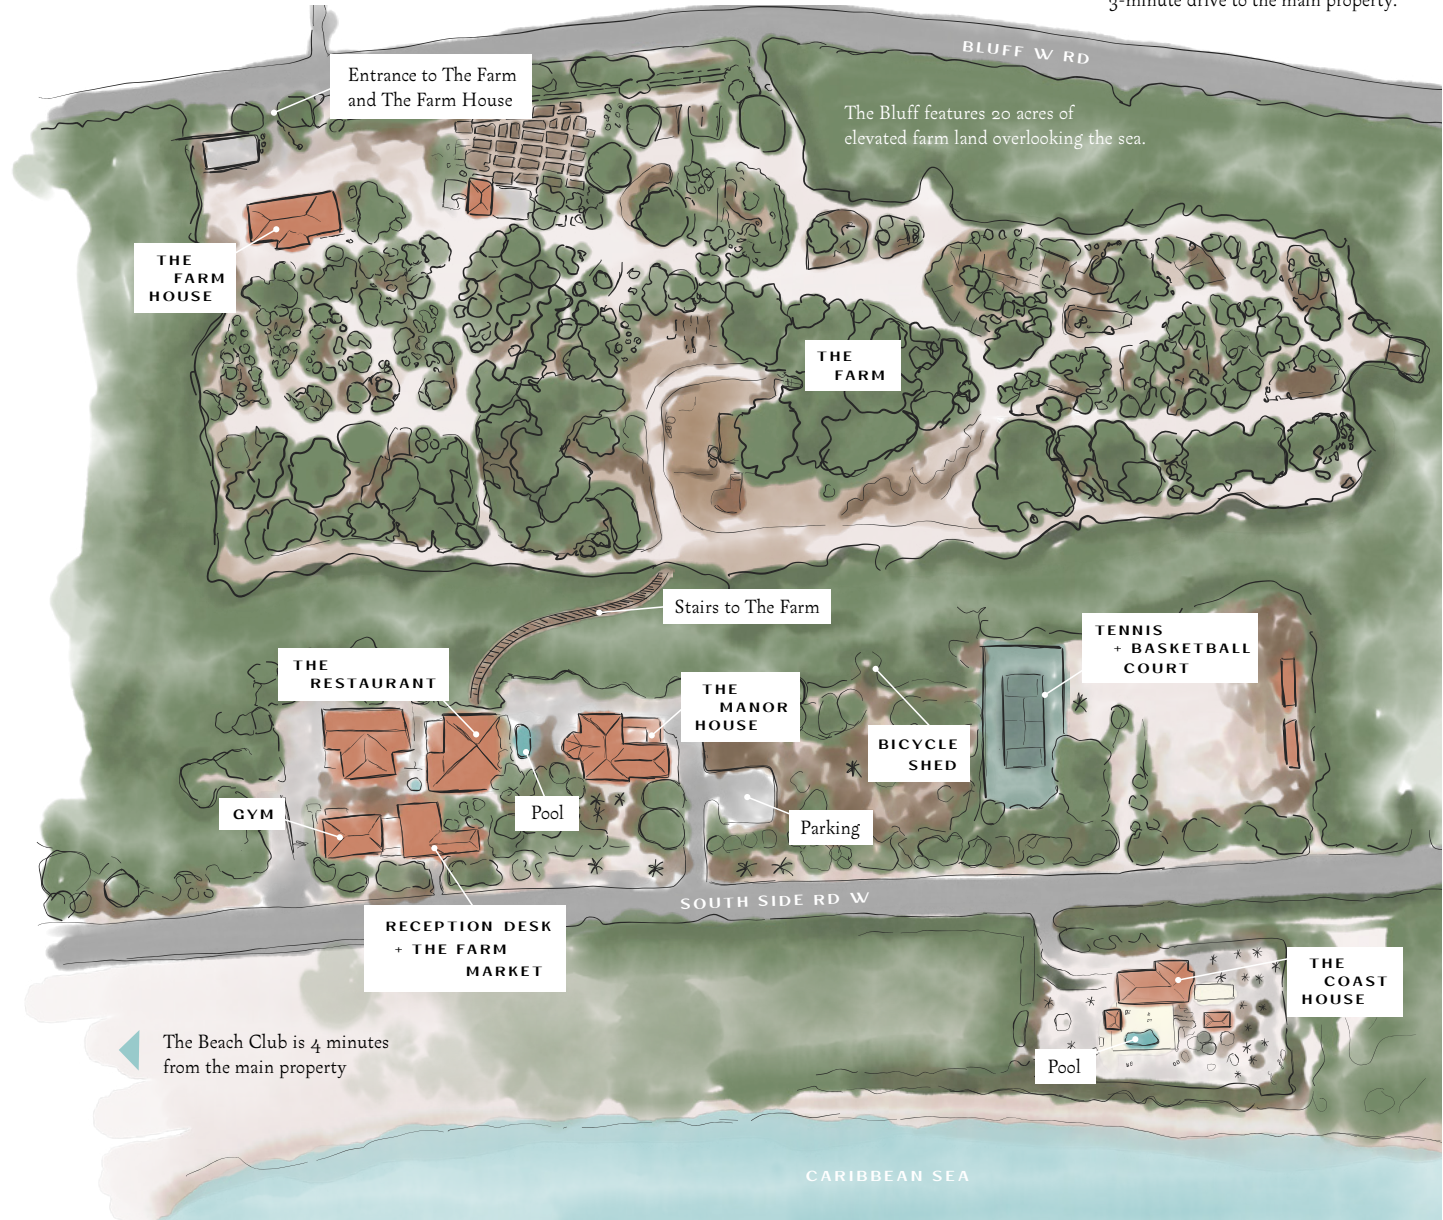 3-minute drive to the main property.
BLUFF W RD
Entrance to The Farm
and The Farm House
The Bluff features 20 acres of
elevated farm land overlooking the sea.
THE
FARM
HOUSE
THE
FARM
Stairs to The Farm
TENNIS
+ BASKETBALL
COURT
THE
RESTAURANT
THE
MANOR
HOUSE
BICYCLE
SHED
GYM
Pool
Parking
SOUTH SIDE RD W
RECEPTION DESK
+ THE FARM
MARKET
THE
COAST
HOUSE
The Beach Club is 4 minutes
from the main property
Pool
CARIBBEAN SEA